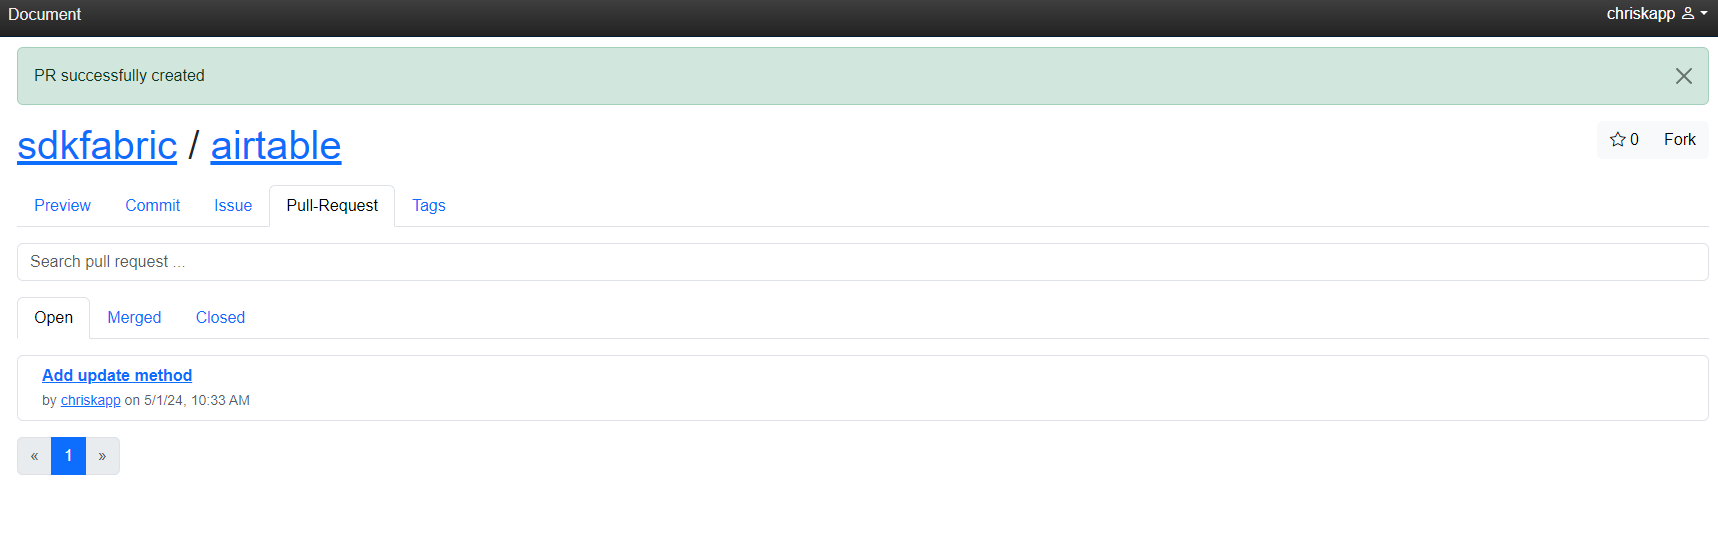 Document
chriskapp
PR successfully created
sdkfabric / airtable
0 Fork
Preview Commit Issue Pull-Request Tags
Search pull request ...
Open Merged Closed
Add update method
by chriskapp on 5/1/24, 10:33 AM
« 1 »